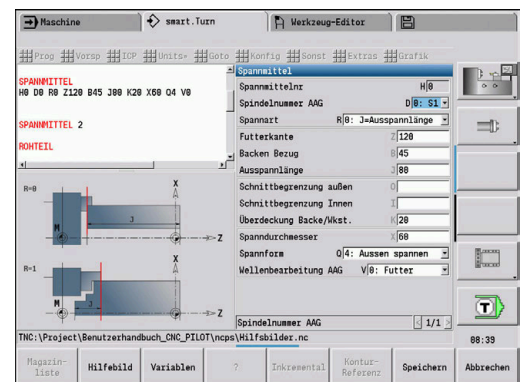 Maschine
smart.Turn
Werkzeug-Editor
Prog Vorsp ICP Units» Goto Konfig Sonst Extras Grafik
SPANNMITTEL
H0 D0 R0 Z120 B45 J80 K20 X60 Q4 V0
SPANNMITTEL 2
ROHTEIL
Spannmittel
Spannmittelnr H 0
Spindelnummer AAG D 0: S1
Spannart R 0: J=Ausspannlänge
Futterkante Z 120
Backen Bezug B 45
Ausspannlänge J 80
Schnittbegrenzung außen O
Schnittbegrenzung Innen I
Überdeckung Backe/Wkst. K 20
Spanndurchmesser X 60
Spannform Q 4: Aussen spannen
Wellenbearbeitung AAG V 0: Futter
Spindelnummer AAG 1/1
R=0
X
J
M
Z
R=1
X
M
J
Z
T
TNC:\Project\Benutzerhandbuch_CNC_PILOT\ncps\Hilfsbilder.nc
08:39
Magazin-liste
Hilfebild
Variablen
?
Inkremental
Kontur-Referenz
Speichern
Abbrechen